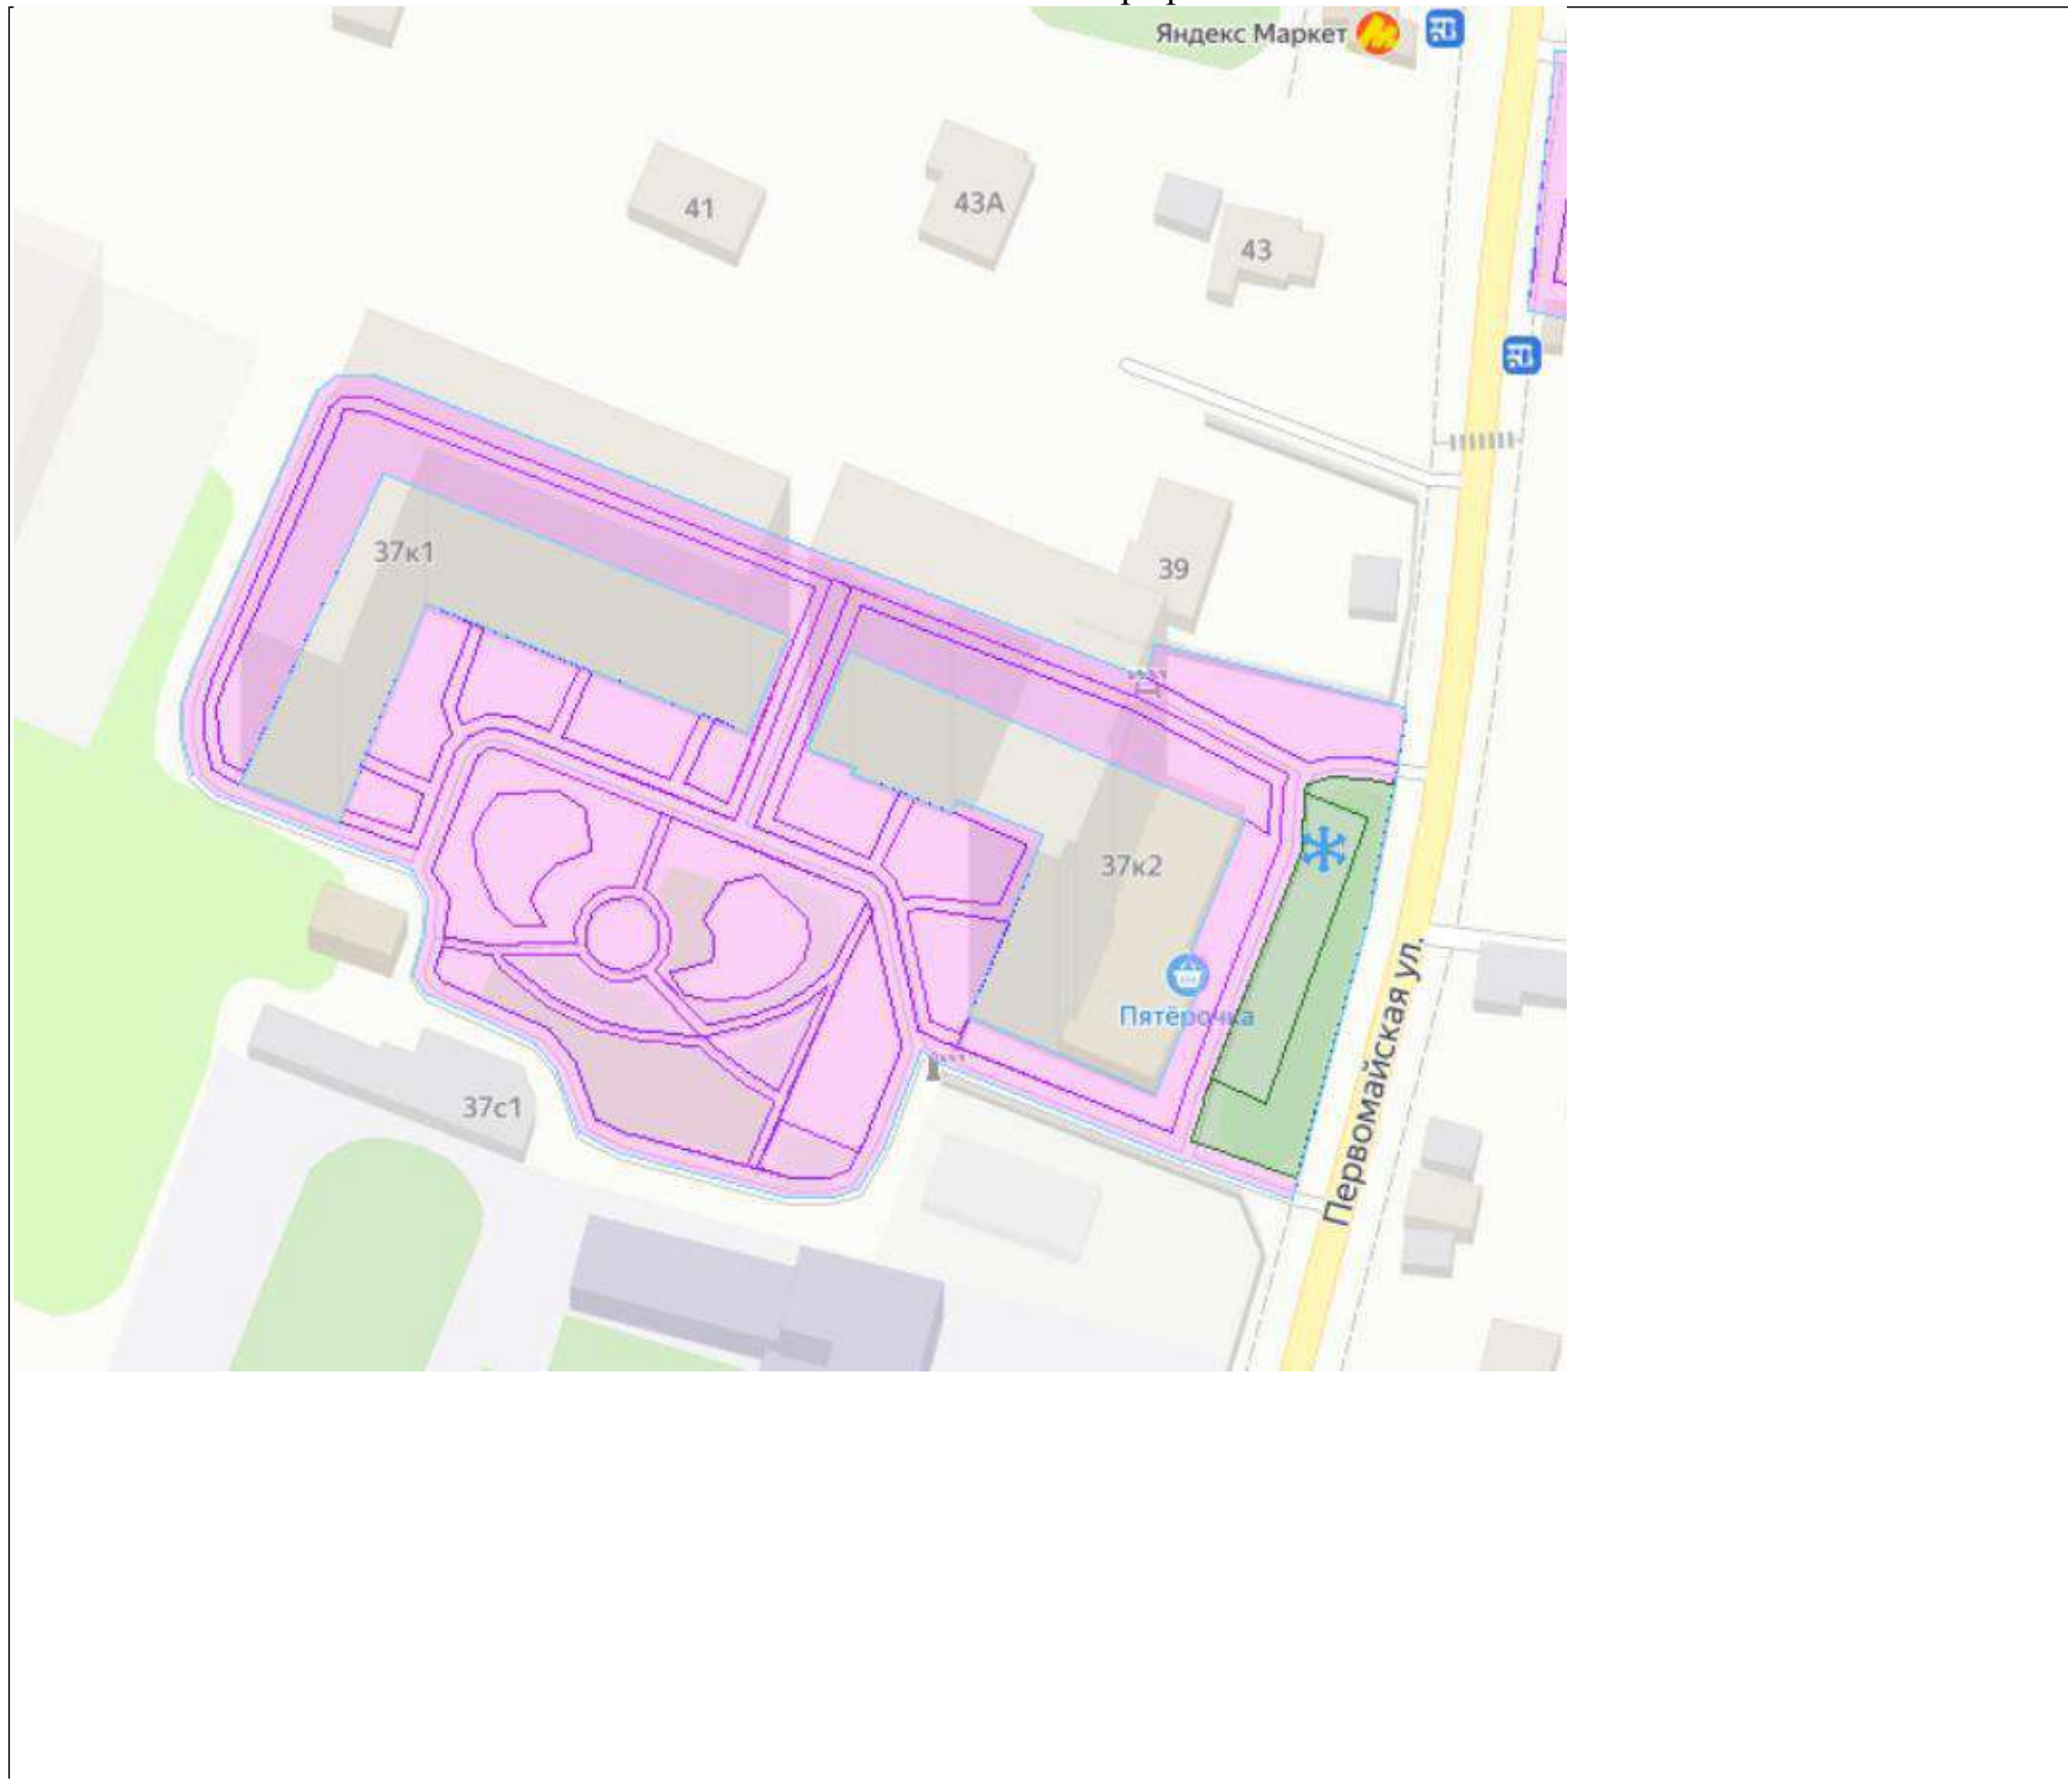 Яндекс Маркет
41
43А
43
37к1
39
37к2
Пятёрочка
37с1
Первомайская ул.